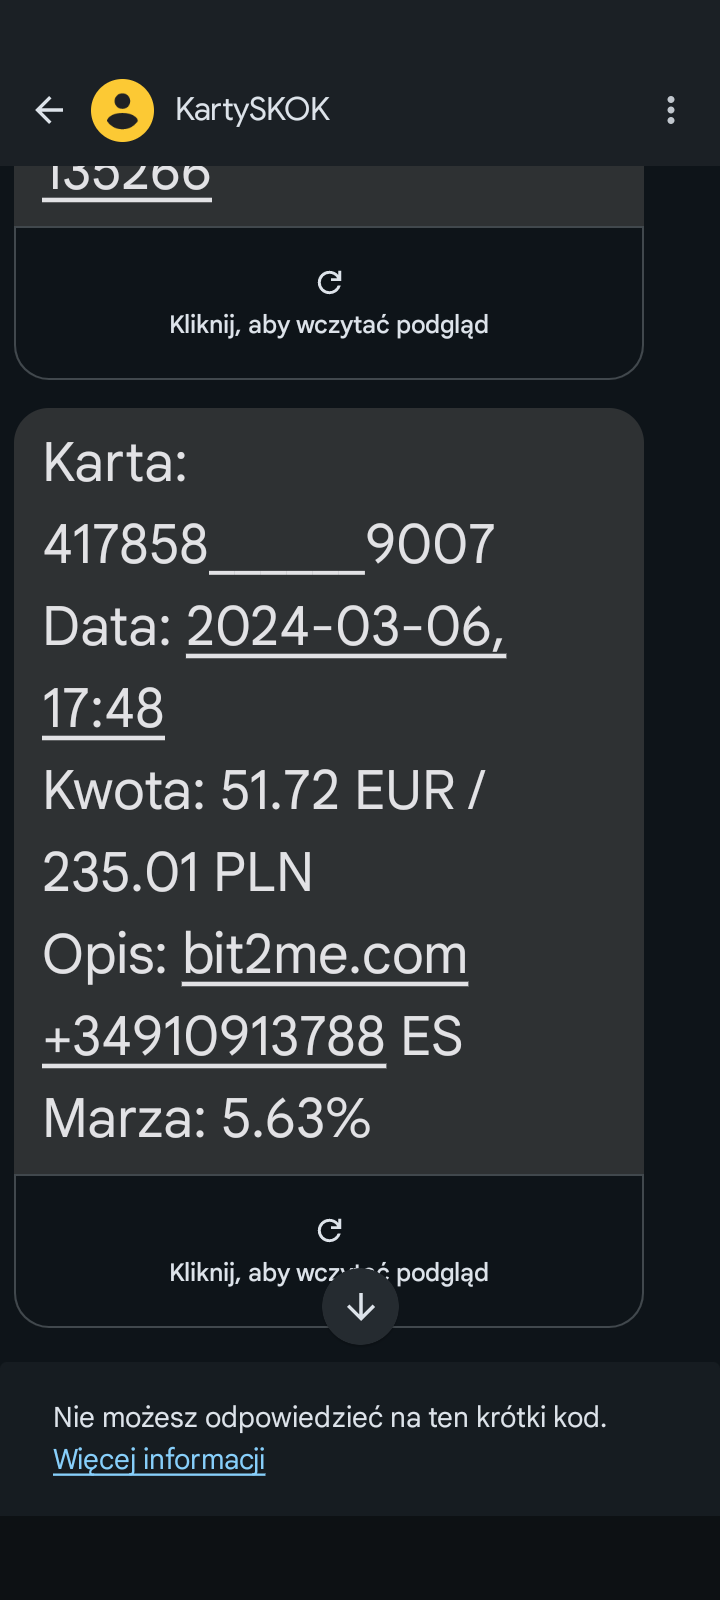 KartySKOK
135266
Kliknij, aby wczytać podgląd
Karta:
417858______9007
Data: 2024-03-06,
17:48
Kwota: 51.72 EUR /
235.01 PLN
Opis: bit2me.com
+34910913788 ES
Marza: 5.63%
Kliknij, aby wczytać podgląd
Nie możesz odpowiedzieć na ten krótki kod.
Więcej informacji